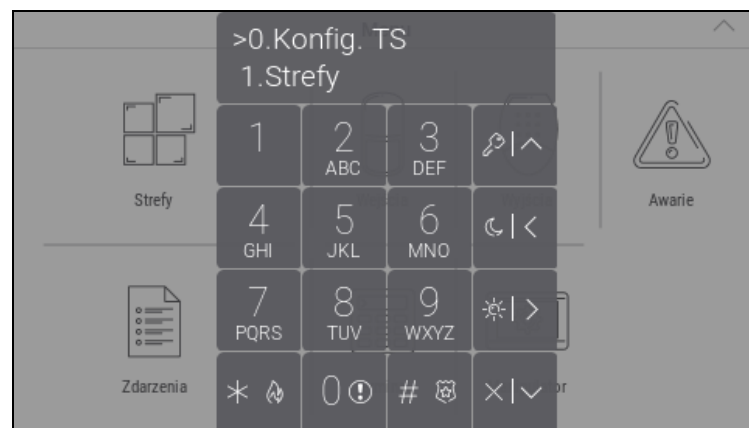 >0.Konfig. TS
1.Strefy
1
2
ABC
3
DEF
4
GHI
5
JKL
6
MNO
7
PQRS
8
TUV
9
WXYZ
*
0
#
Strefy
Awarie
Zdarzenia